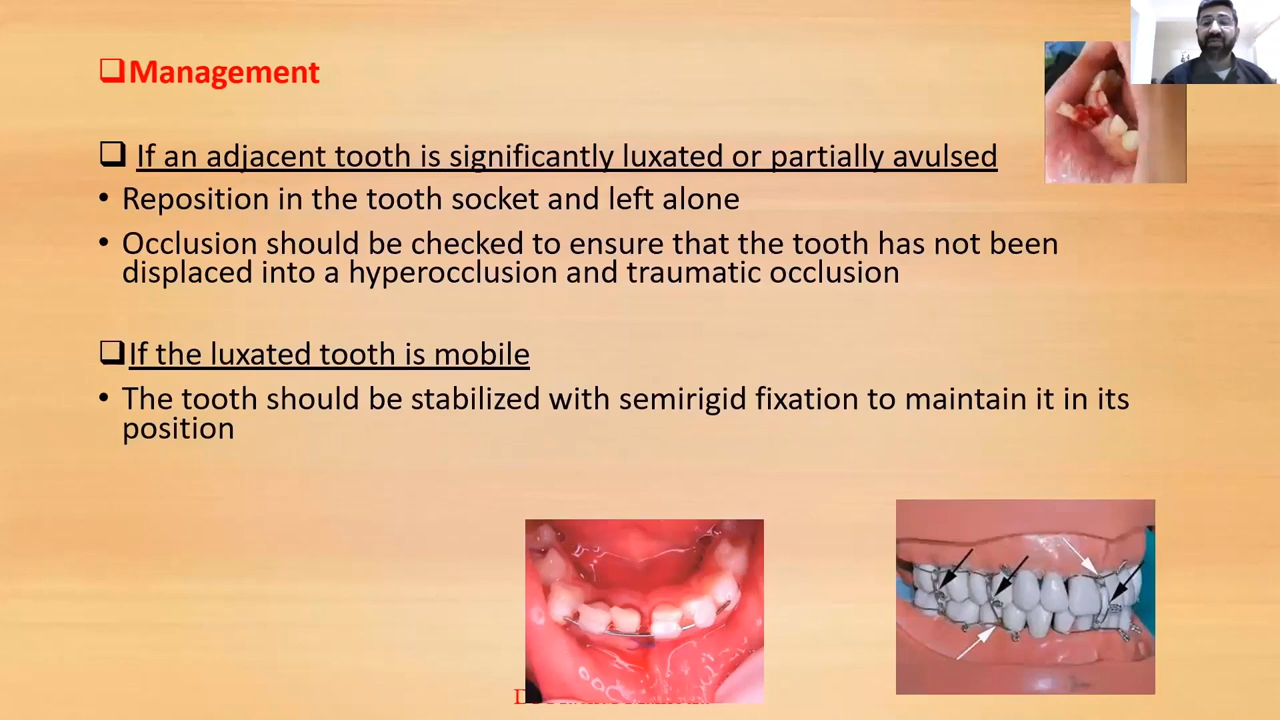 ❑Management
❑ If an adjacent tooth is significantly luxated or partially avulsed
• Reposition in the tooth socket and left alone
• Occlusion should be checked to ensure that the tooth has not been
displaced into a hyperocclusion and traumatic occlusion
❑If the luxated tooth is mobile
• The tooth should be stabilized with semirigid fixation to maintain it in its
position